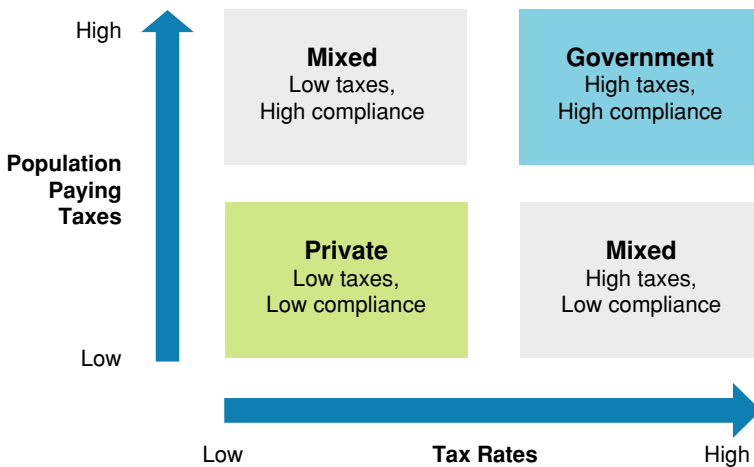 High
Mixed
Low taxes,
High compliance
Government
High taxes,
High compliance
Population
Paying
Taxes
Private
Low taxes,
Low compliance
Mixed
High taxes,
Low compliance
Low
Low
Tax Rates
High